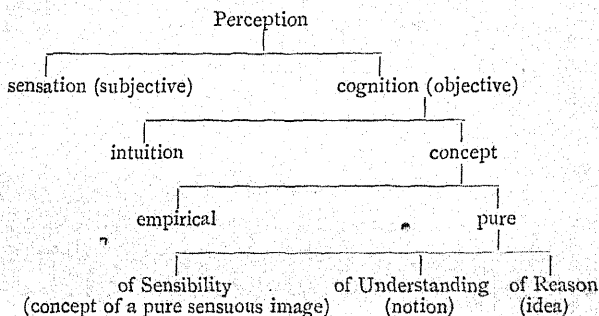 Perception
sensation (subjective) cognition (objective)
intuition concept
empirical pure
of Sensibility of Understanding of Reason
(concept of a pure sensuous image) (notion) (idea)